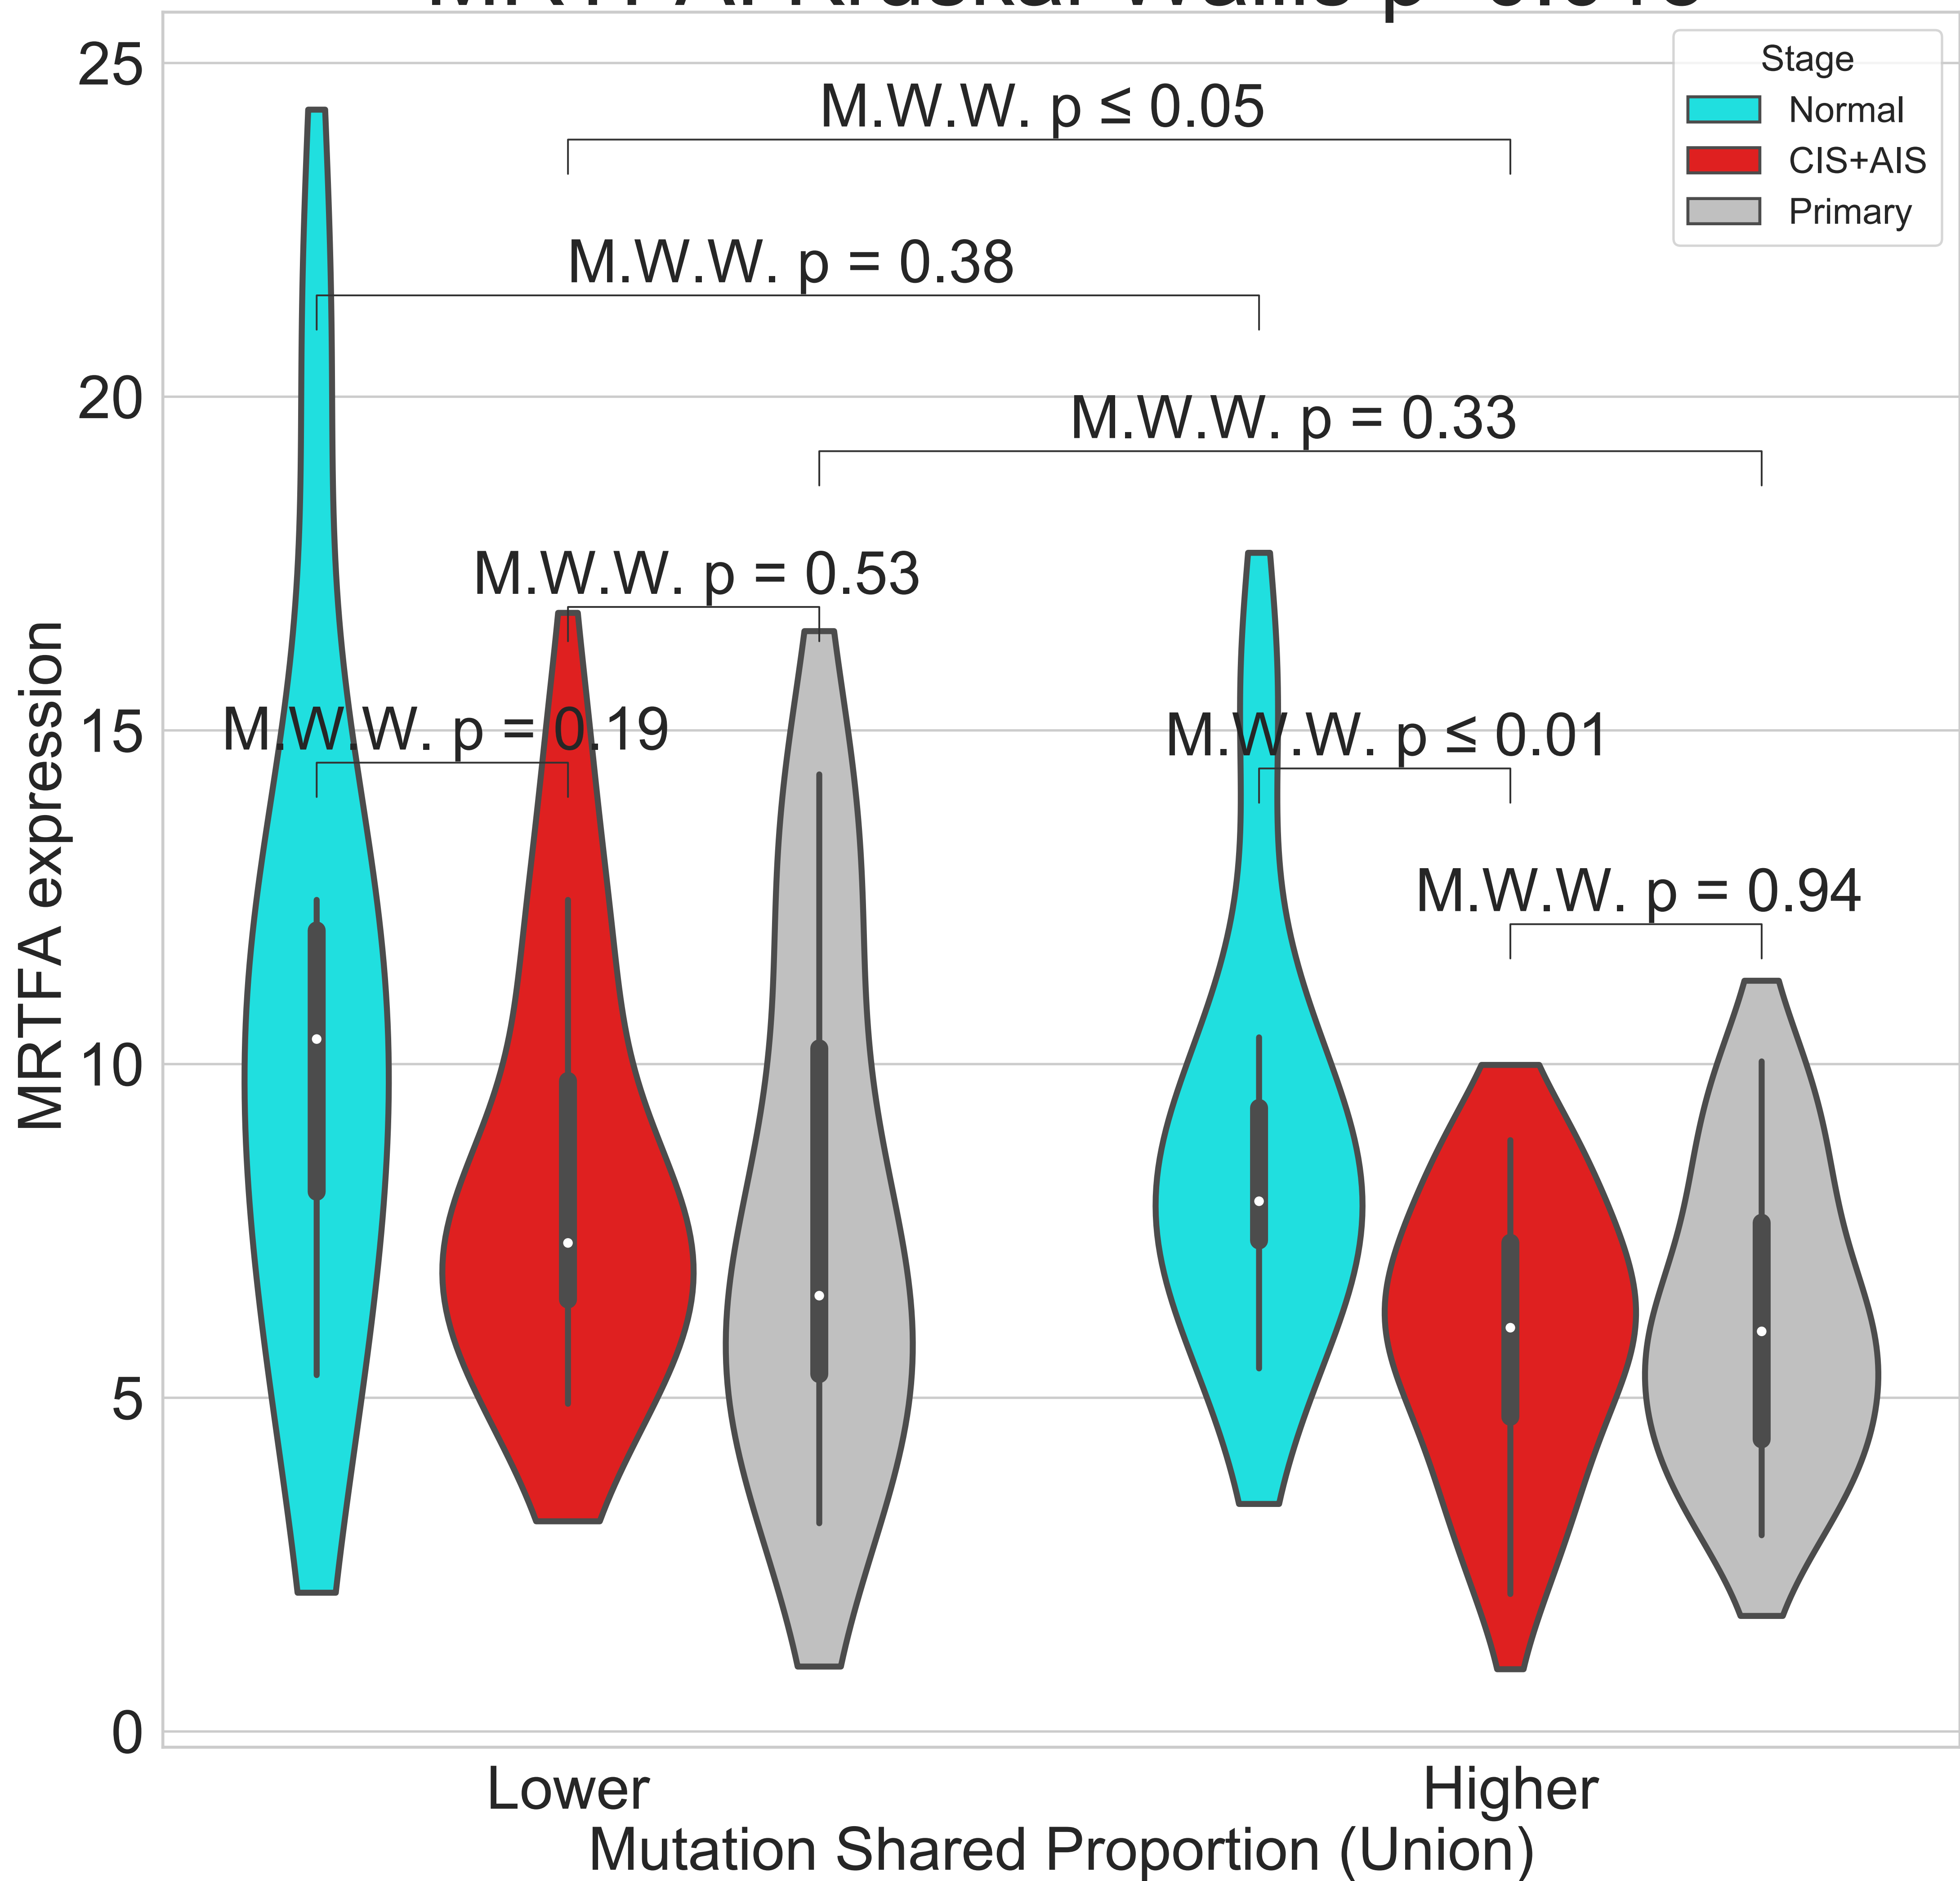 25
20
15
10
5
0
MRTFA expression
Stage
Normal
CIS+AIS
Primary
M.W.W. p ≤ 0.05
M.W.W. p = 0.38
M.W.W. p = 0.33
M.W.W. p = 0.53
M.W.W. p = 0.19
M.W.W. p ≤ 0.01
M.W.W. p = 0.94
Lower
Higher
Mutation Shared Proportion (Union)